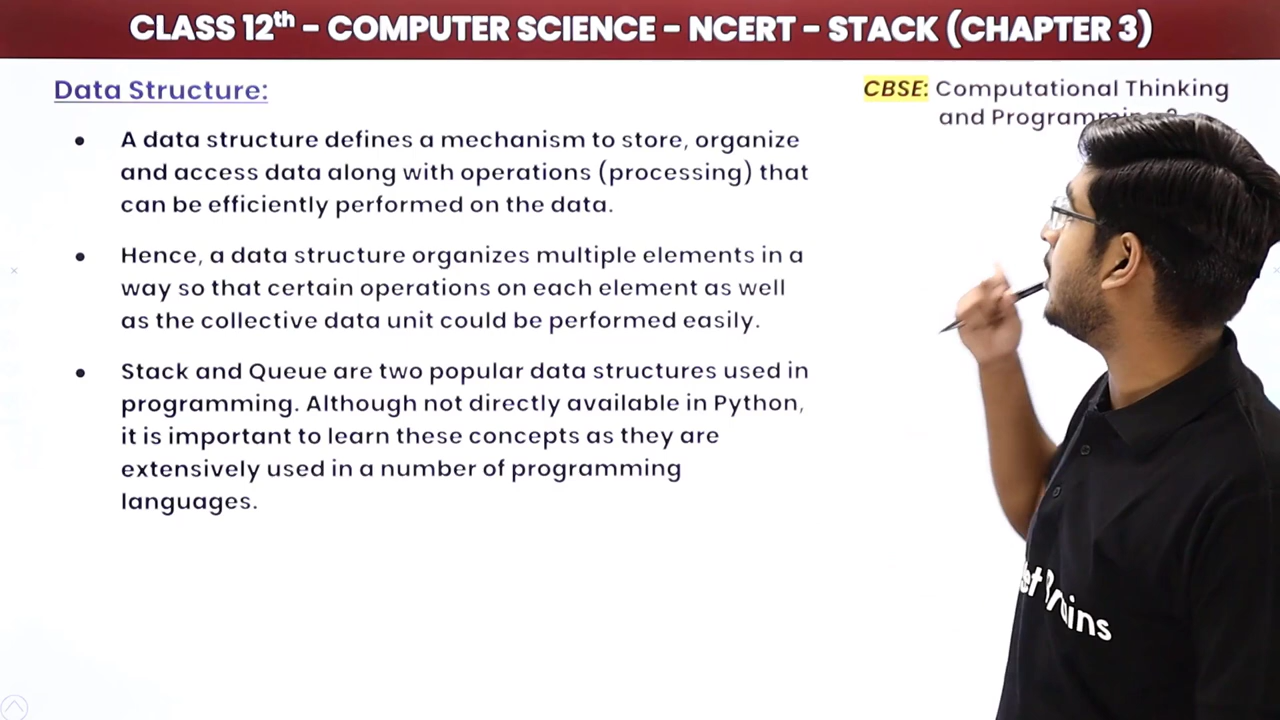 CLASS 12th - COMPUTER SCIENCE - NCERT - STACK (CHAPTER 3)
Data Structure:
CBSE: Computational Thinking
and Programming
• A data structure defines a mechanism to store, organize
and access data along with operations (processing) that
can be efficiently performed on the data.
• Hence, a data structure organizes multiple elements in a
way so that certain operations on each element as well
as the collective data unit could be performed easily.
• Stack and Queue are two popular data structures used in
programming. Although not directly available in Python,
it is important to learn these concepts as they are
extensively used in a number of programming
languages.